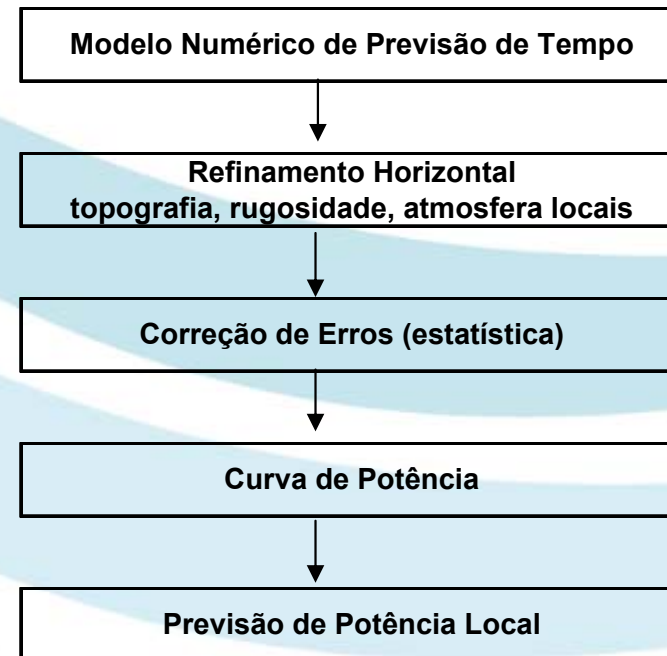 Modelo Numérico de Previsão de Tempo
Refinamento Horizontal
topografia, rugosidade, atmosfera locais
Correção de Erros (estatística)
Curva de Potência
Previsão de Potência Local